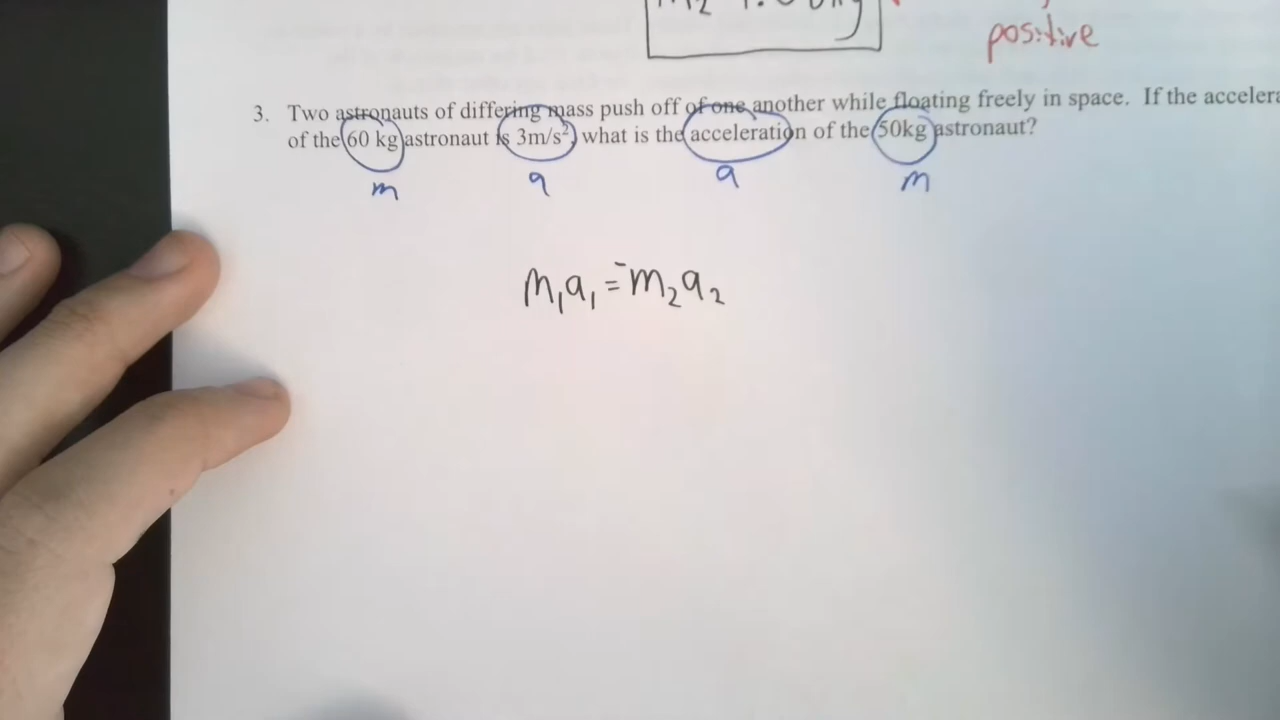 positive
3. Two astronauts of differing mass push off of one another while floating freely in space. If the
of the 60 kg astronaut is 3m/s², what is the acceleration of the 50kg astronaut?
m a a m
m₁a₁ = -m₂a₂